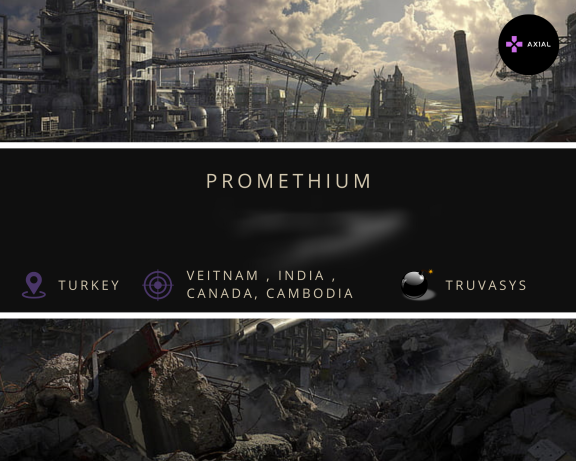 AXIAL
PROMETHIUM
TURKEY
VEITNAM , INDIA ,
CANADA, CAMBODIA
TRUVASYS